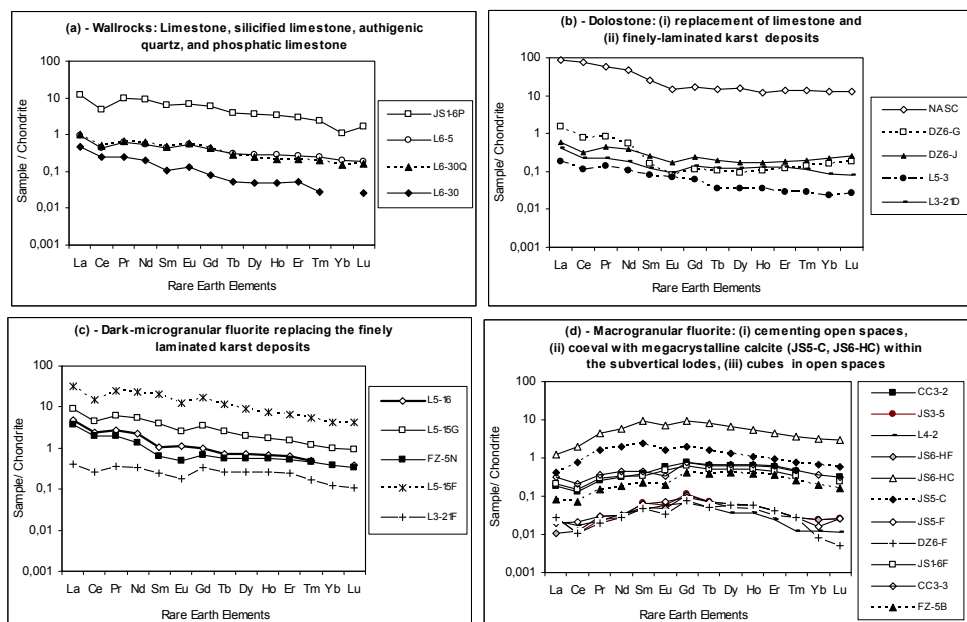 (a) - Wallrocks: Limestone, silicified limestone, authigenic
quartz, and phosphatic limestone
100
10
1
0,1
0,01
0,001
Sample/ Chondrite
La Ce Pr Nd Sm Eu Gd Tb Dy Ho Er Tm Yb Lu
Rare Earth Elements
JS1-6P
L6-5
L6-30Q
L6-30
(b) - Dolostone: (i) replacement of limestone and
(ii) finely-laminated karst deposits
100
10
1
0,1
0,01
0,001
Sample/ Chondrite
La Ce Pr Nd Sm Eu Gd Tb Dy Ho Er Tm Yb Lu
Rare Earth Elements
NASC
DZ6-G
DZ6-J
L5-3
L3-21D
(c) - Dark-microgranular fluorite replacing the finely
laminated karst deposits
100
10
1
0,1
0,01
0,001
Sample/ Chondrite
La Ce Pr Nd Sm Eu Gd Tb Dy Ho Er Tm Yb Lu
Rare Earth Elements
L5-16
L5-15G
FZ-5N
L5-15F
L3-21F
(d) - Macrogranular fluorite: (i) cementing open spaces,
(ii) coeval with megacrystalline calcite (JS5-C, JS6-HC) within
the subvertical lodes, (iii) cubes in open spaces
100
10
1
0,1
0,01
0,001
Sample/ Chondrite
La Ce Pr Nd Sm Eu Gd Tb Dy Ho Er Tm Yb Lu
Rare Earth Elements
CC3-2
JS3-5
L4-2
JS6-HF
JS6-HC
JS5-C
JS5-F
DZ6-F
JS1-6F
CC3-3
FZ-5B